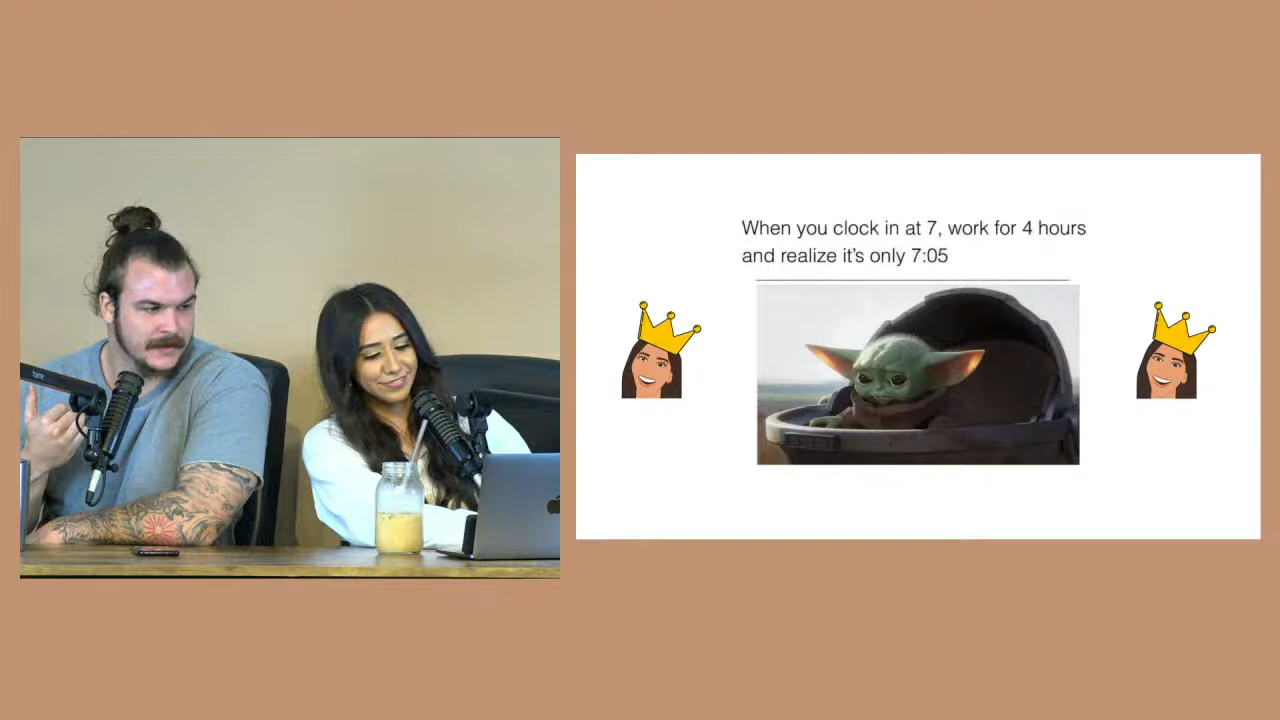 When you clock in at 7, work for 4 hours
and realize it's only 7:05